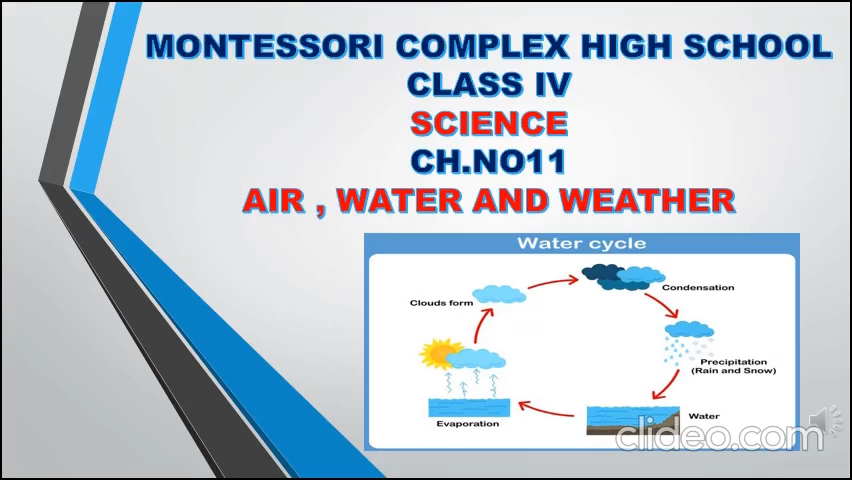 MONTESSORI COMPLEX HIGH SCHOOL
CLASS IV
SCIENCE
CH.NO11
AIR , WATER AND WEATHER
Water cycle
Clouds form
Condensation
Precipitation
(Rain and Snow)
Water
Evaporation
clideo.com